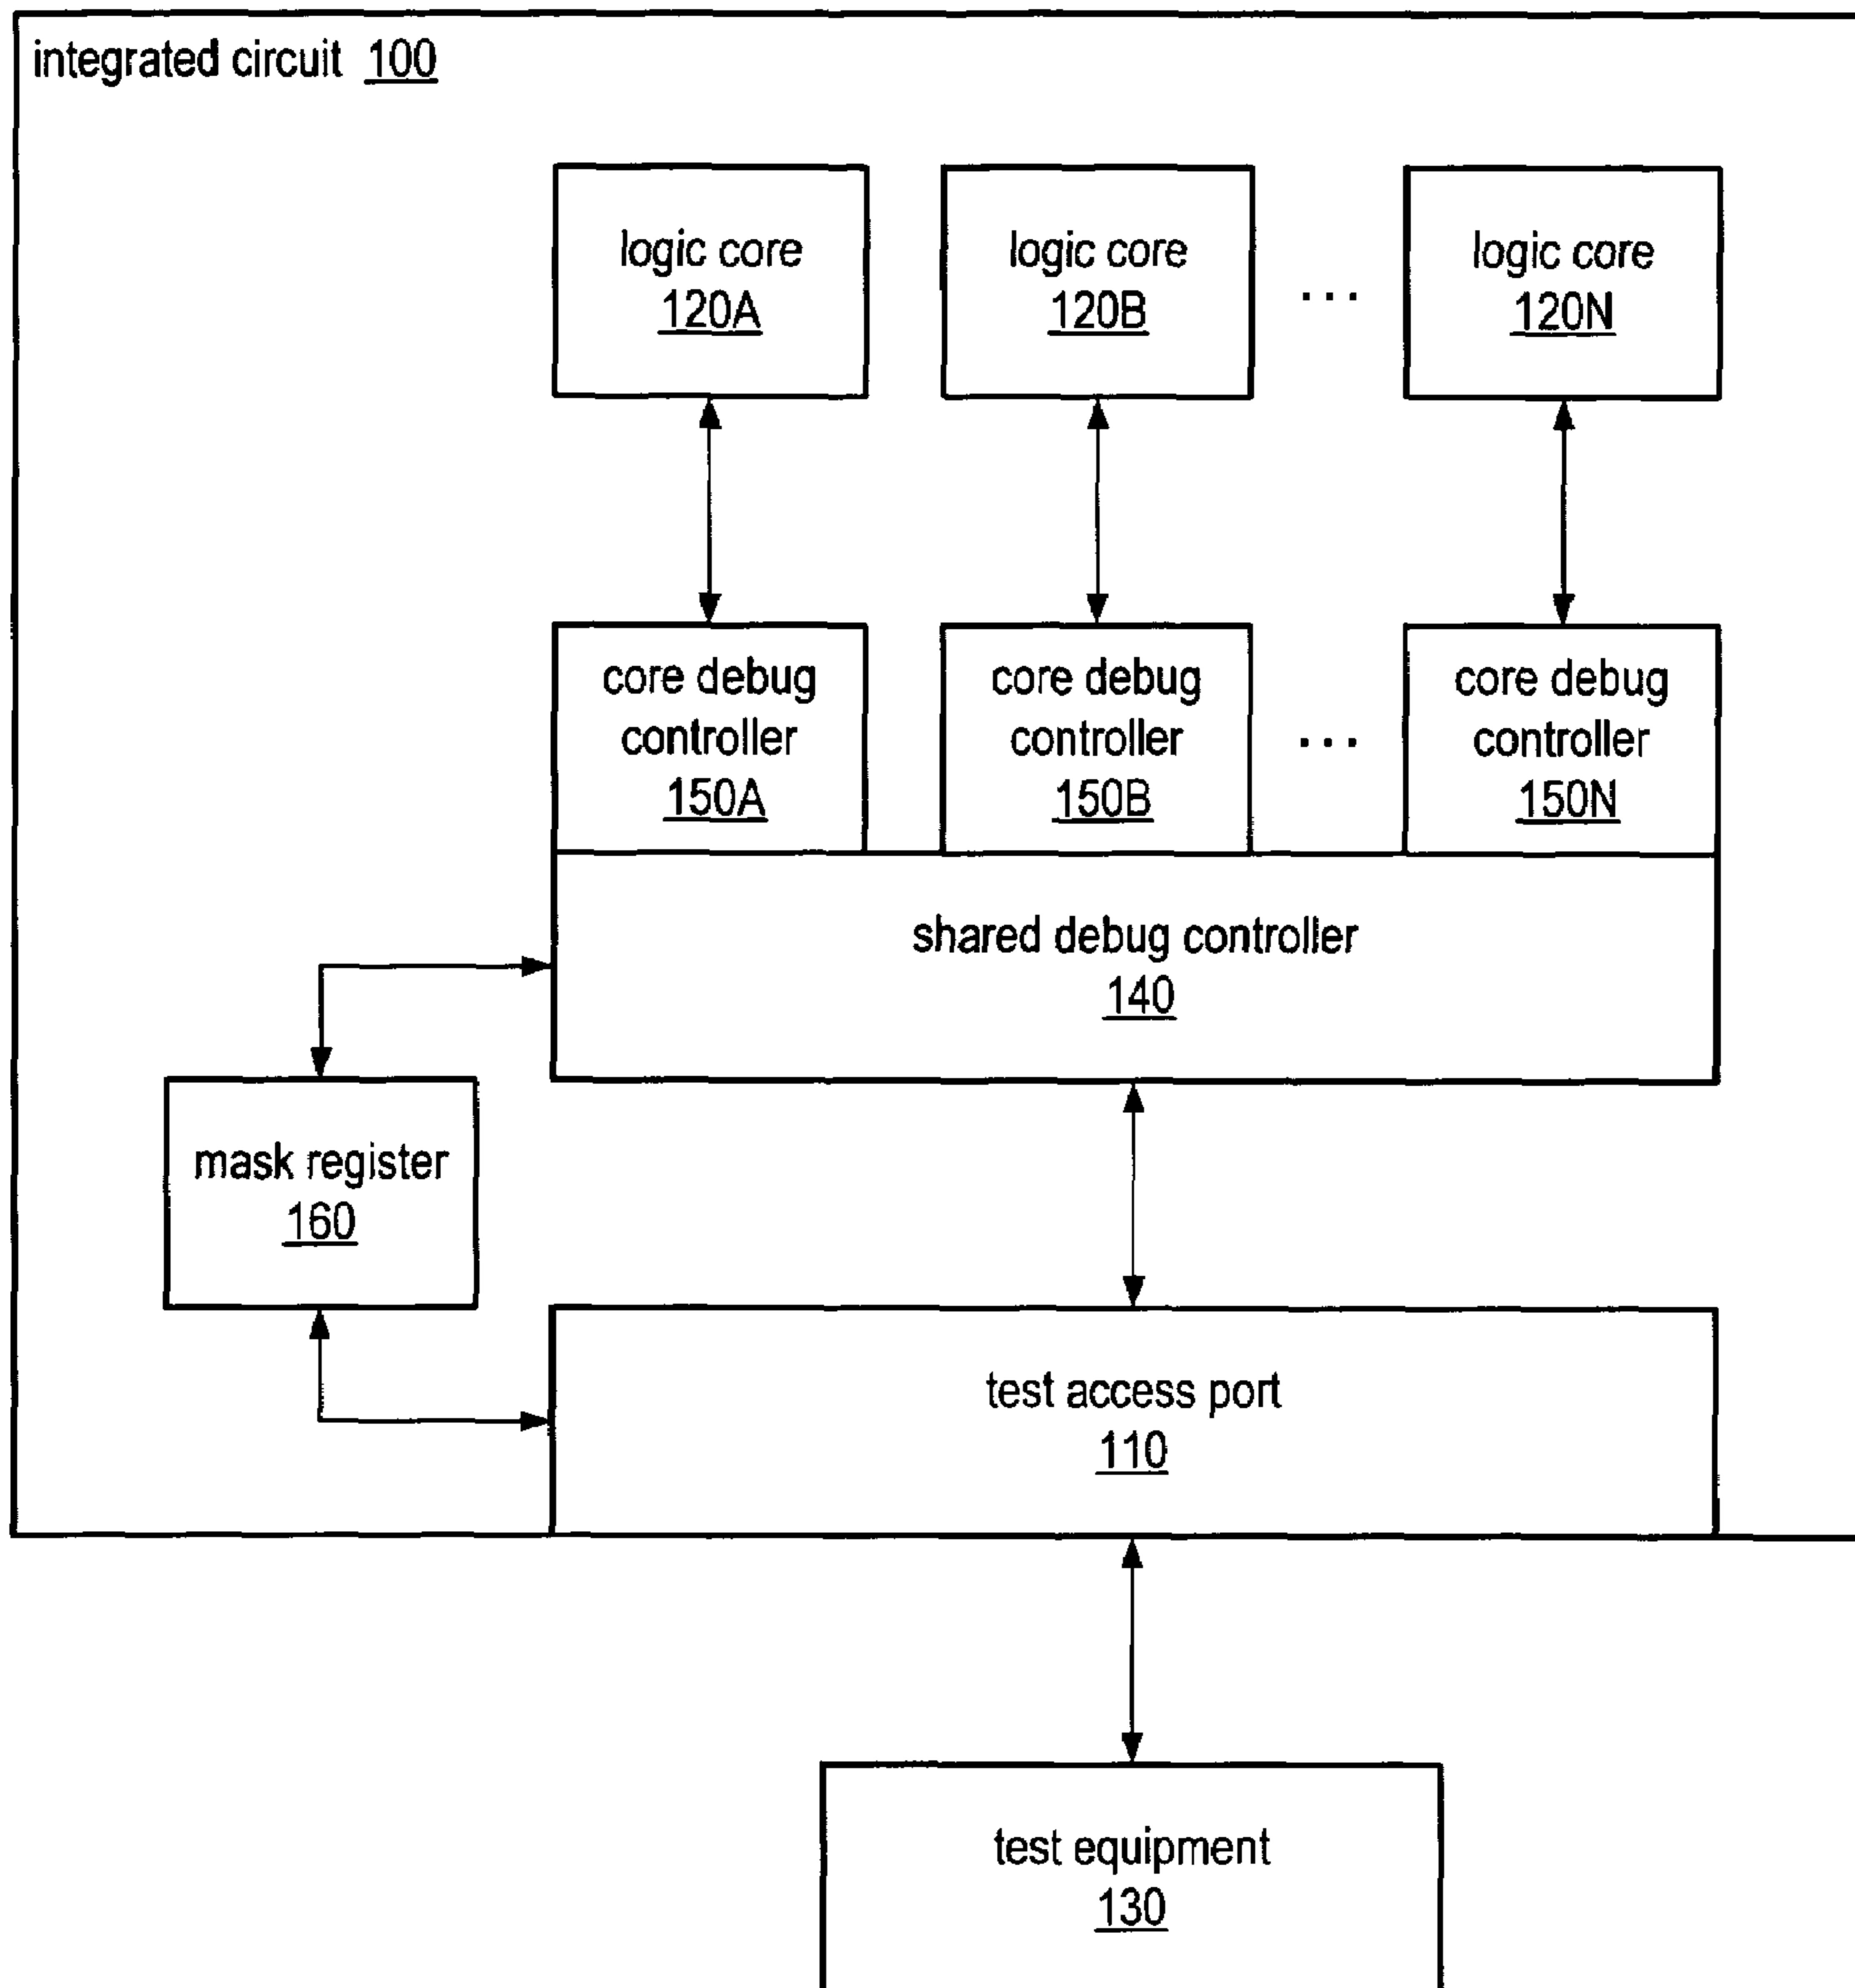 integrated circuit 100
logic core
120A
logic core
120B
...
logic core
120N
core debug
controller
150A
core debug
controller
150B
...
core debug
controller
150N
shared debug controller
140
mask register
160
test access port
110
test equipment
130